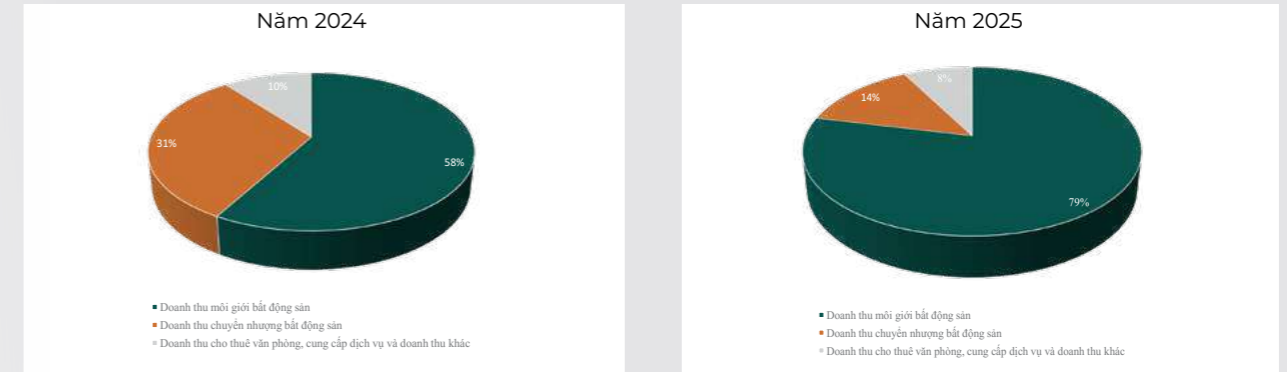 Năm 2024
10%
31%
58%
Doanh thu môi giới bất động sản
Doanh thu chuyển nhượng bất động sản
Doanh thu cho thuê văn phòng, cung cấp dịch vụ và doanh thu khác
Năm 2025
8%
14%
79%
Doanh thu môi giới bất động sản
Doanh thu chuyển nhượng bất động sản
Doanh thu cho thuê văn phòng, cung cấp dịch vụ và doanh thu khác